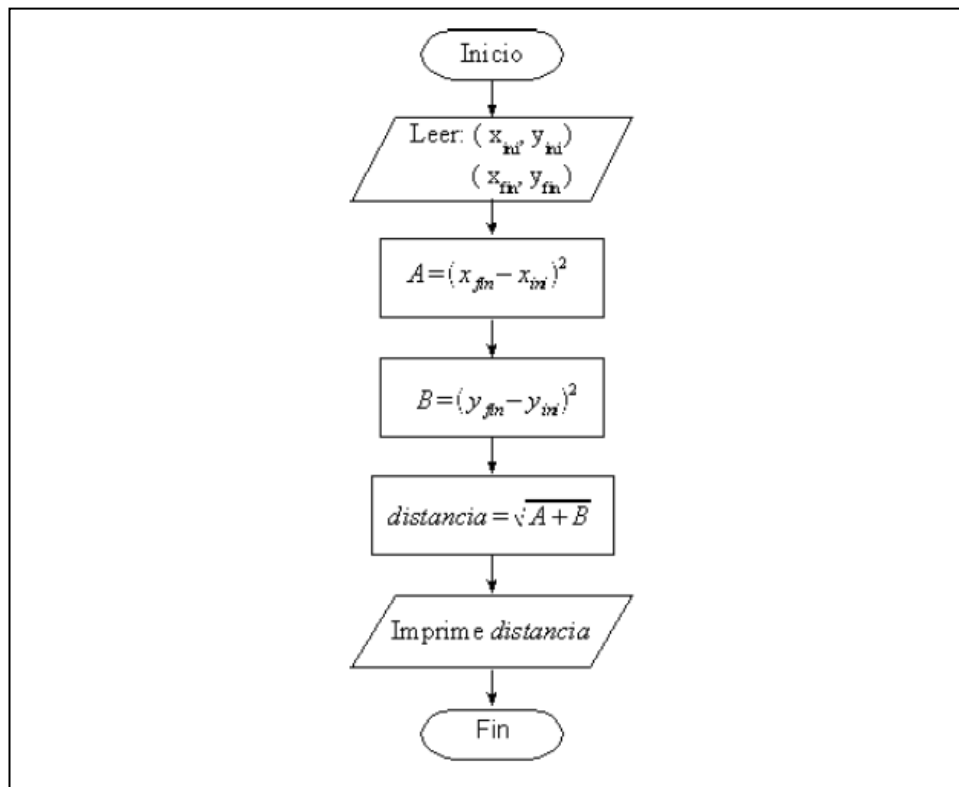 Inicio
Leer: ( x_ini, y_ini)
( x_fin, y_fin)
A=(x_fin − x_ini)²
B=(y_fin − y_ini)²
distancia=√A+B
Imprime distancia
Fin